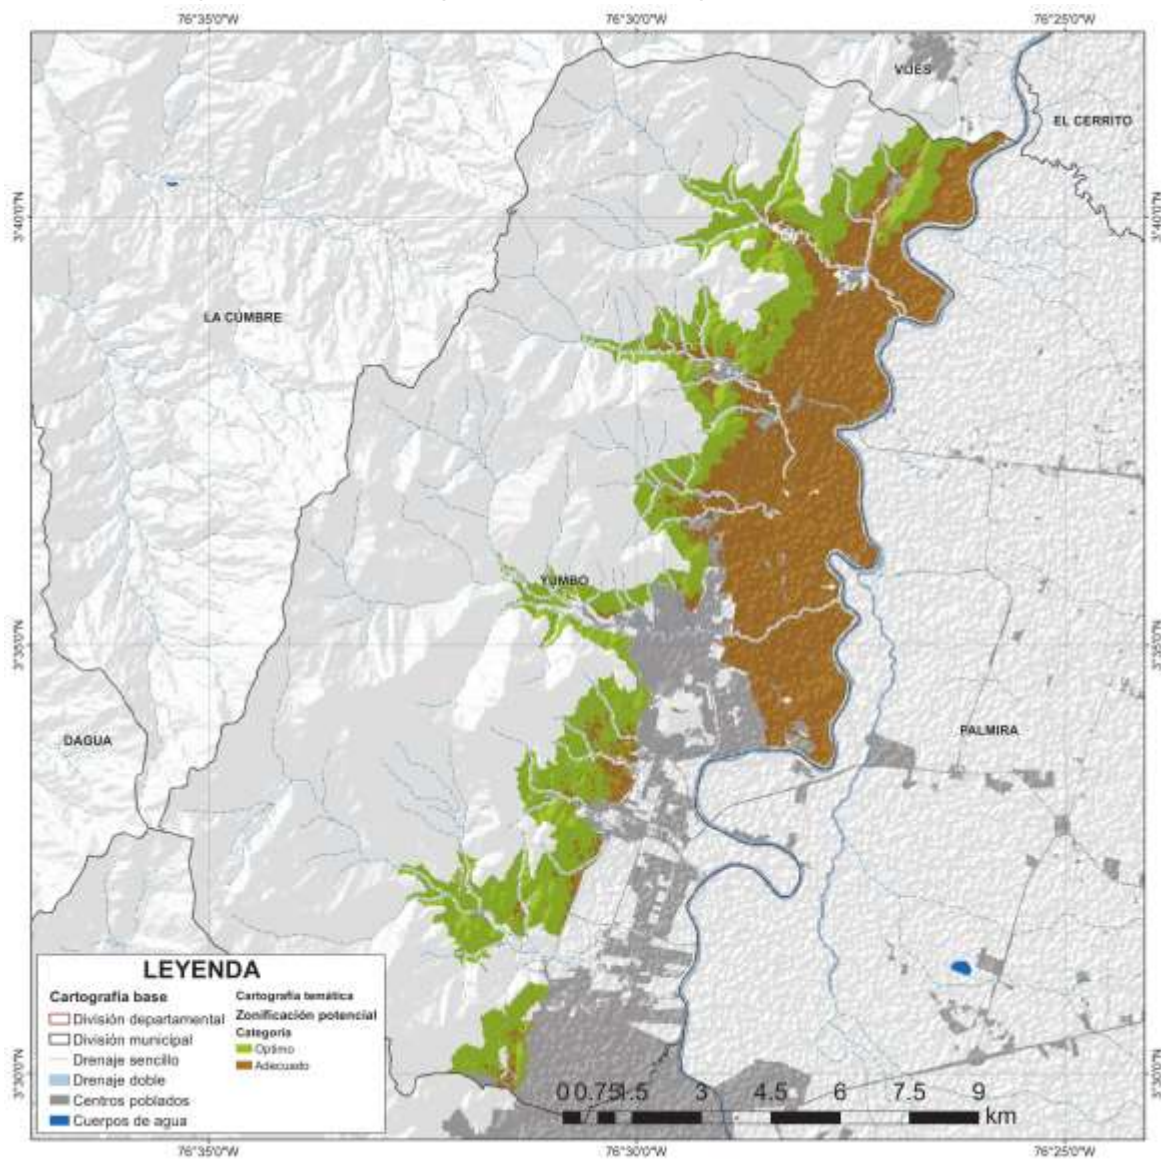 76°35'0"W
76°30'0"W
76°25'0"W
VIJES
EL CERRITO
3°40'0"N
3°40'0"N
LA CÚMBRE
YUMBO
3°35'0"N
3°35'0"N
DAGUA
PALMIRA
LEYENDA
Cartografía base
División departamental
División municipal
Drenaje sencillo
Drenaje doble
Centros poblados
Cuerpos de agua
Cartografía temática
Zonificación potencial
Categoría
Optimo
Adecuado
3°30'0"N
3°30'0"N
0 0.75 1.5 3 4.5 6 7.5 9
km
76°35'0"W
76°30'0"W
76°25'0"W